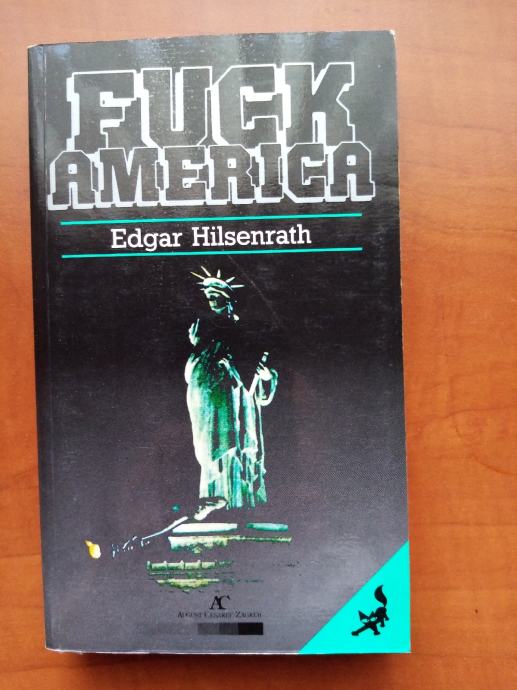 FUCK
AMERICA
Edgar Hilsenrath
AC
AUGUST CESAREC ZAGREB